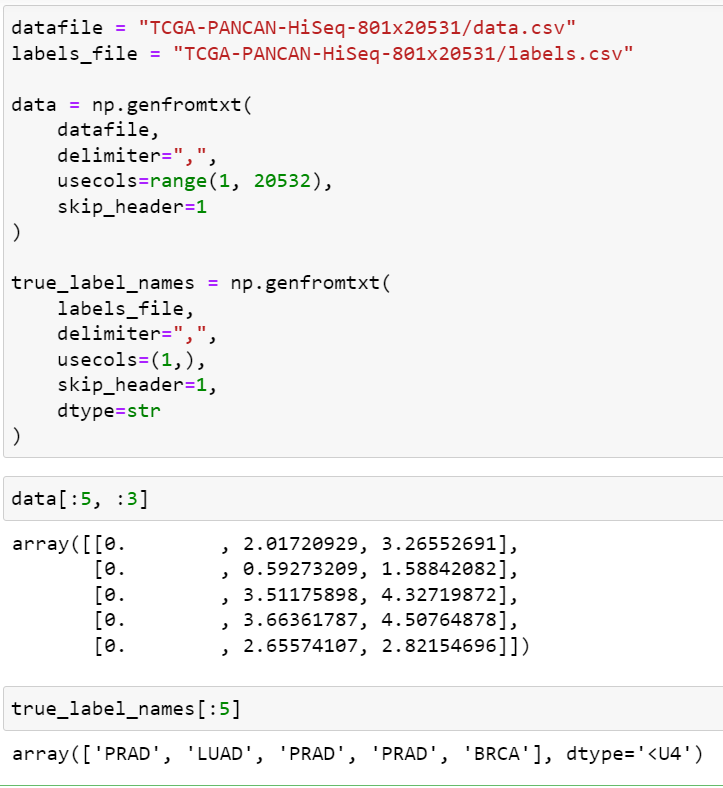 datafile = "TCGA-PANCAN-HiSeq-801x20531/data.csv"
labels_file = "TCGA-PANCAN-HiSeq-801x20531/labels.csv"
data = np.genfromtxt(
    datafile,
    delimiter=",",
    usecols=range(1, 20532),
    skip_header=1
)
true_label_names = np.genfromtxt(
    labels_file,
    delimiter=",",
    usecols=(1,),
    skip_header=1,
    dtype=str
)
data[:5, :3]
array([[0.        , 2.01720929, 3.26552691],
       [0.        , 0.59273209, 1.58842082],
       [0.        , 3.51175898, 4.32719872],
       [0.        , 3.66361787, 4.50764878],
       [0.        , 2.65574107, 2.82154696]])
true_label_names[:5]
array(['PRAD', 'LUAD', 'PRAD', 'PRAD', 'BRCA'], dtype='<U4')